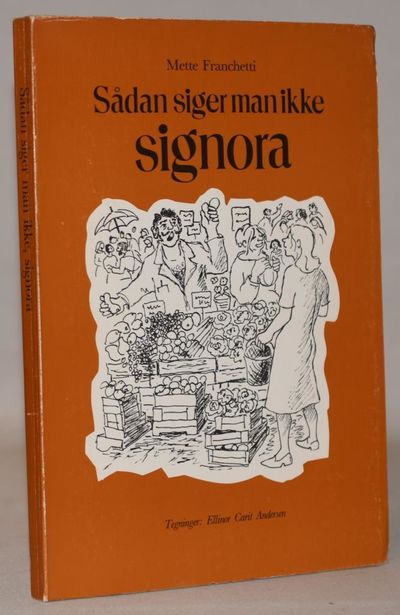 Mette Franchetti
Sådan siger man ikke
signora
Tegninger: Ellinor Carit Andersen
Sådan siger man ikke, signora